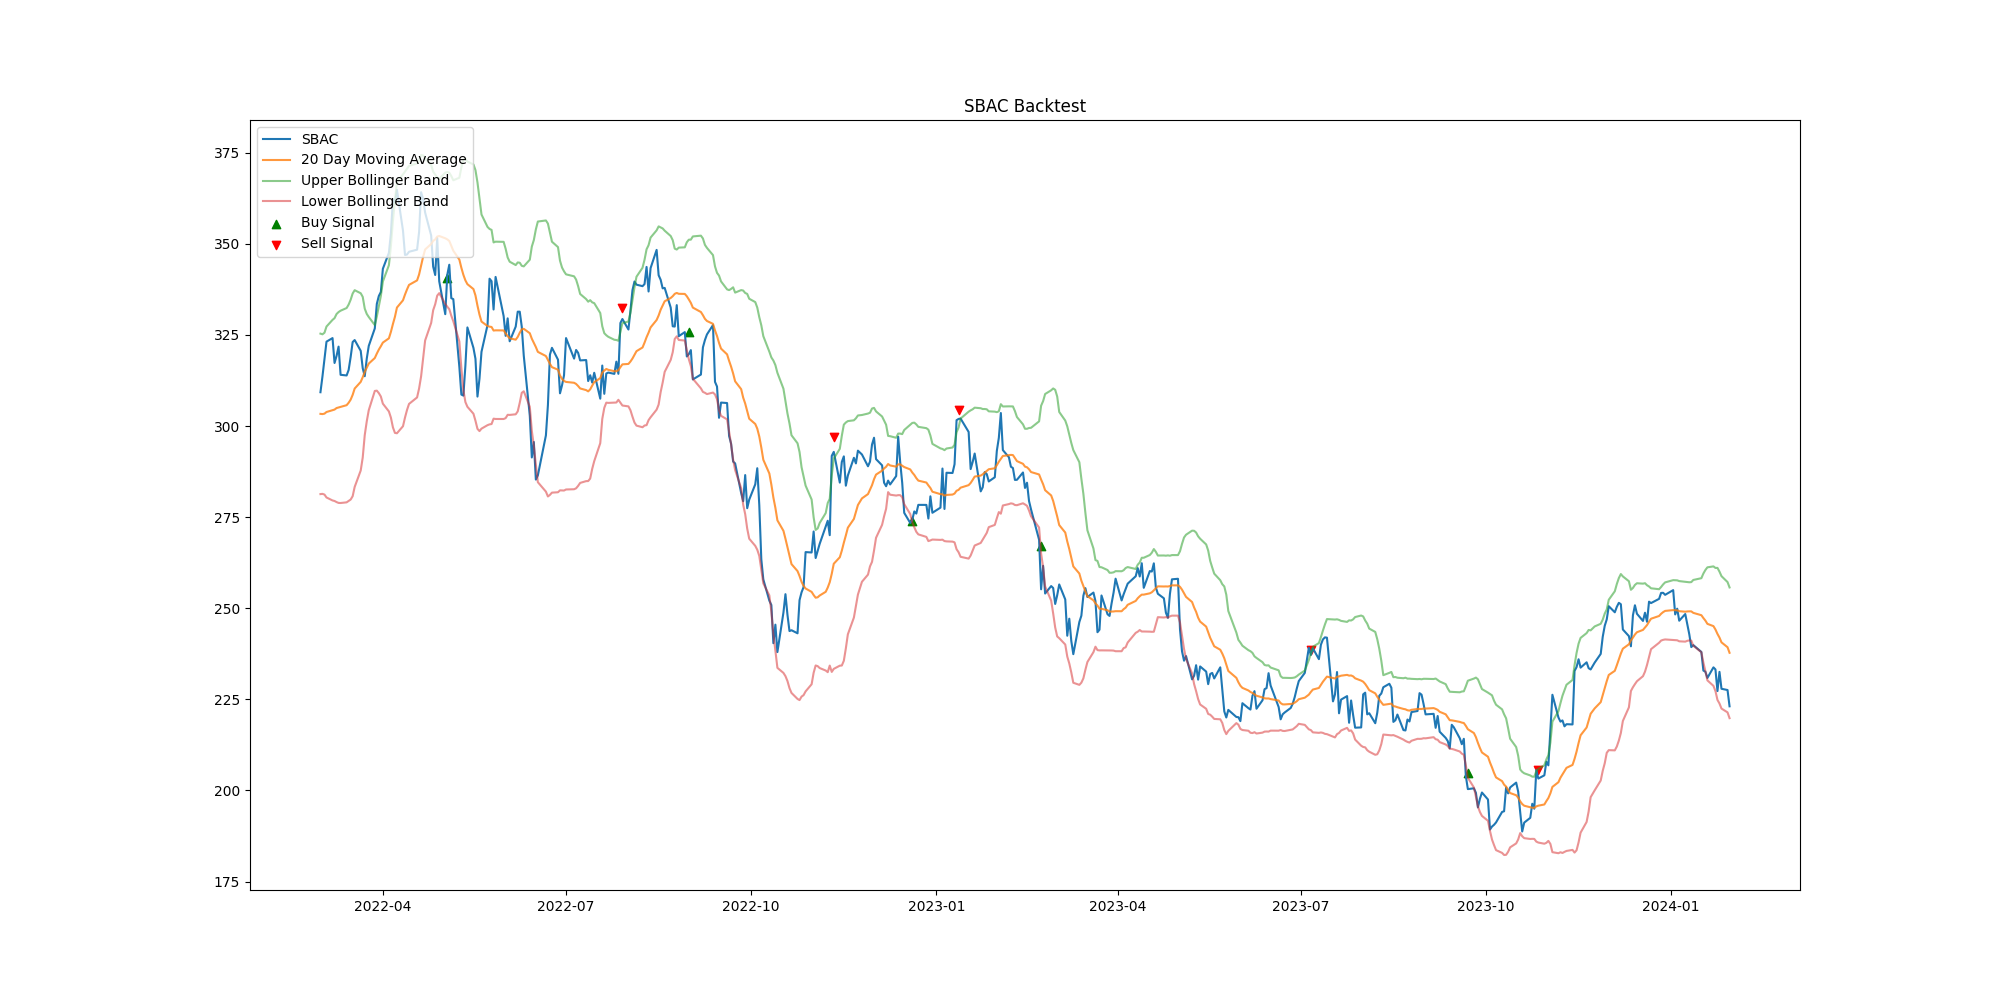 SBAC Backtest
SBAC
20 Day Moving Average
Upper Bollinger Band
Lower Bollinger Band
Buy Signal
Sell Signal
375
350
325
300
275
250
225
200
175
2022-04
2022-07
2022-10
2023-01
2023-04
2023-07
2023-10
2024-01